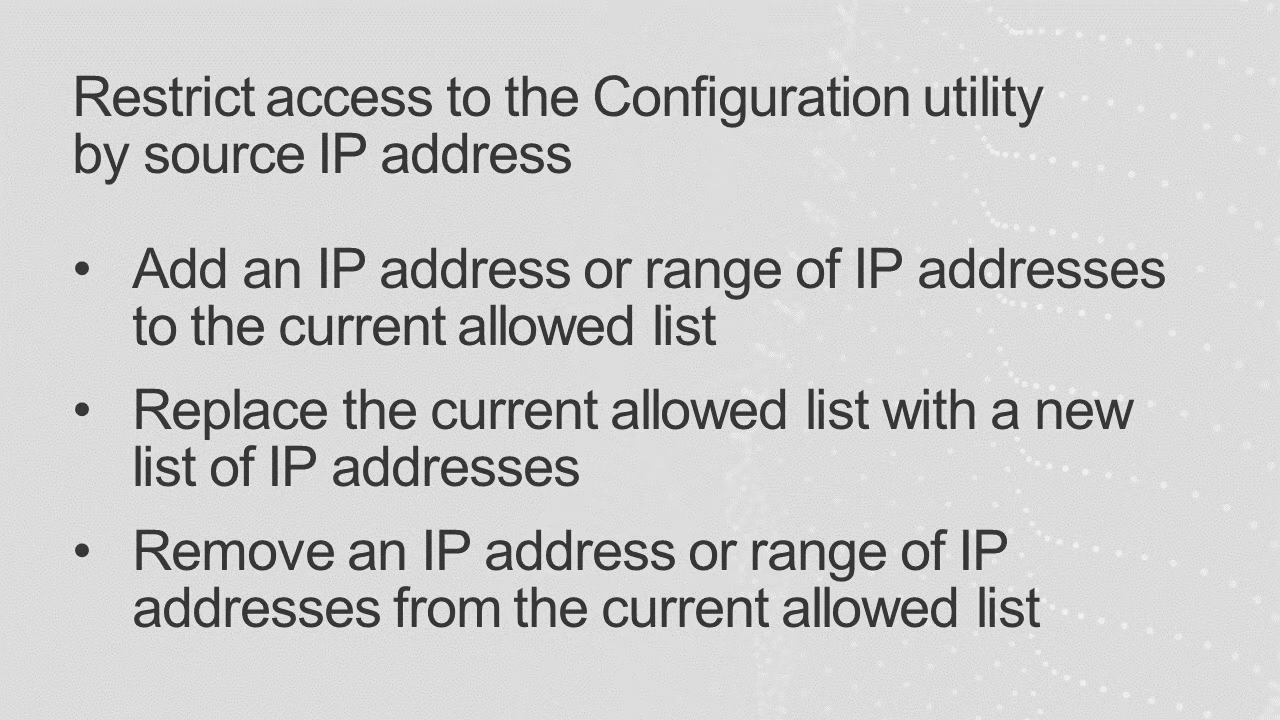 Restrict access to the Configuration utility
by source IP address
• Add an IP address or range of IP addresses
to the current allowed list
• Replace the current allowed list with a new
list of IP addresses
• Remove an IP address or range of IP
addresses from the current allowed list